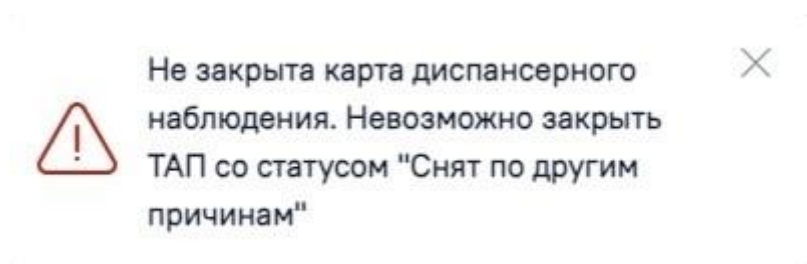 Не закрыта карта диспансерного
наблюдения. Невозможно закрыть
ТАП со статусом "Снят по другим
причинам"